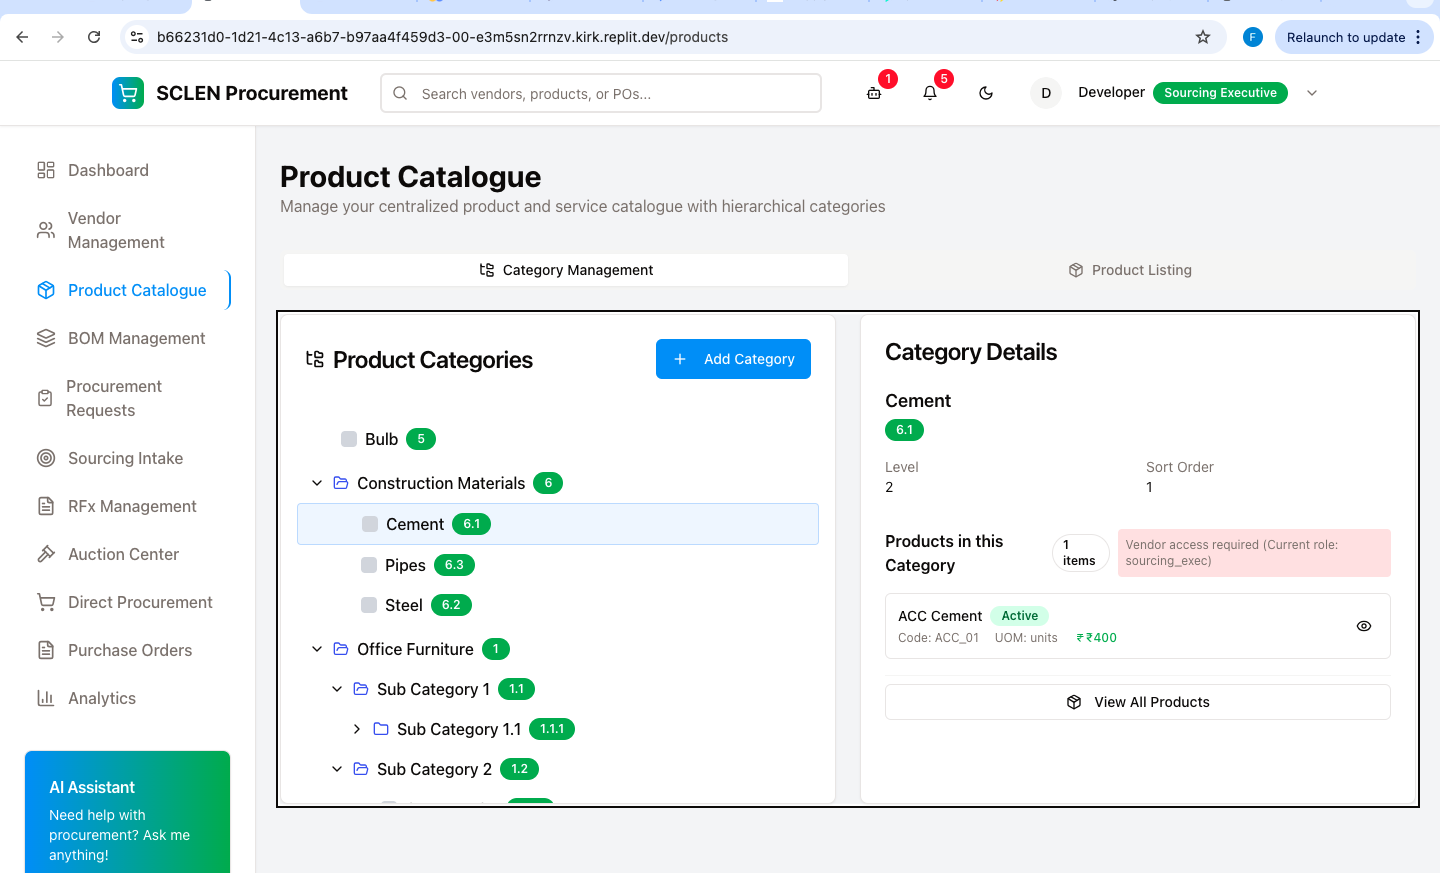 b66231d0-1d21-4c13-a6b7-b97aa4f459d3-00-e3m5sn2rrnzv.kirk.replit.dev/products
F
Relaunch to update
SCLEN Procurement
Search vendors, products, or POs...
1
5
D
Developer
Sourcing Executive
Dashboard
Vendor
Management
Product Catalogue
BOM Management
Procurement
Requests
Sourcing Intake
RFx Management
Auction Center
Direct Procurement
Purchase Orders
Analytics
AI Assistant
Need help with
procurement? Ask me
anything!
Product Catalogue
Manage your centralized product and service catalogue with hierarchical categories
Category Management
Product Listing
Product Categories
Add Category
Bulb 5
Construction Materials 6
Cement 6.1
Pipes 6.3
Steel 6.2
Office Furniture 1
Sub Category 1 1.1
Sub Category 1.1 1.1.1
Sub Category 2 1.2
Category Details
Cement
6.1
Level
2
Sort Order
1
Products in this
Category
1
items
Vendor access required (Current role:
sourcing_exec)
ACC Cement Active
Code: ACC_01 UOM: units ₹ ₹400
View All Products